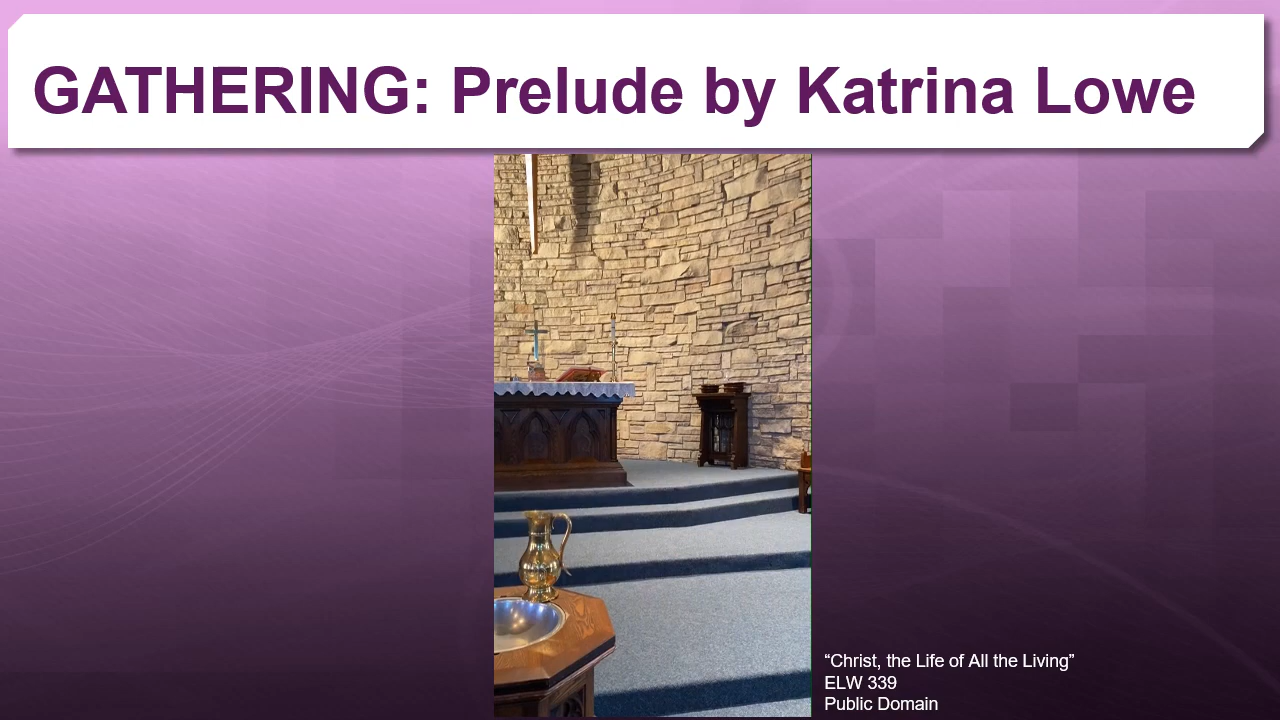 GATHERING: Prelude by Katrina Lowe
“Christ, the Life of All the Living”
ELW 339
Public Domain